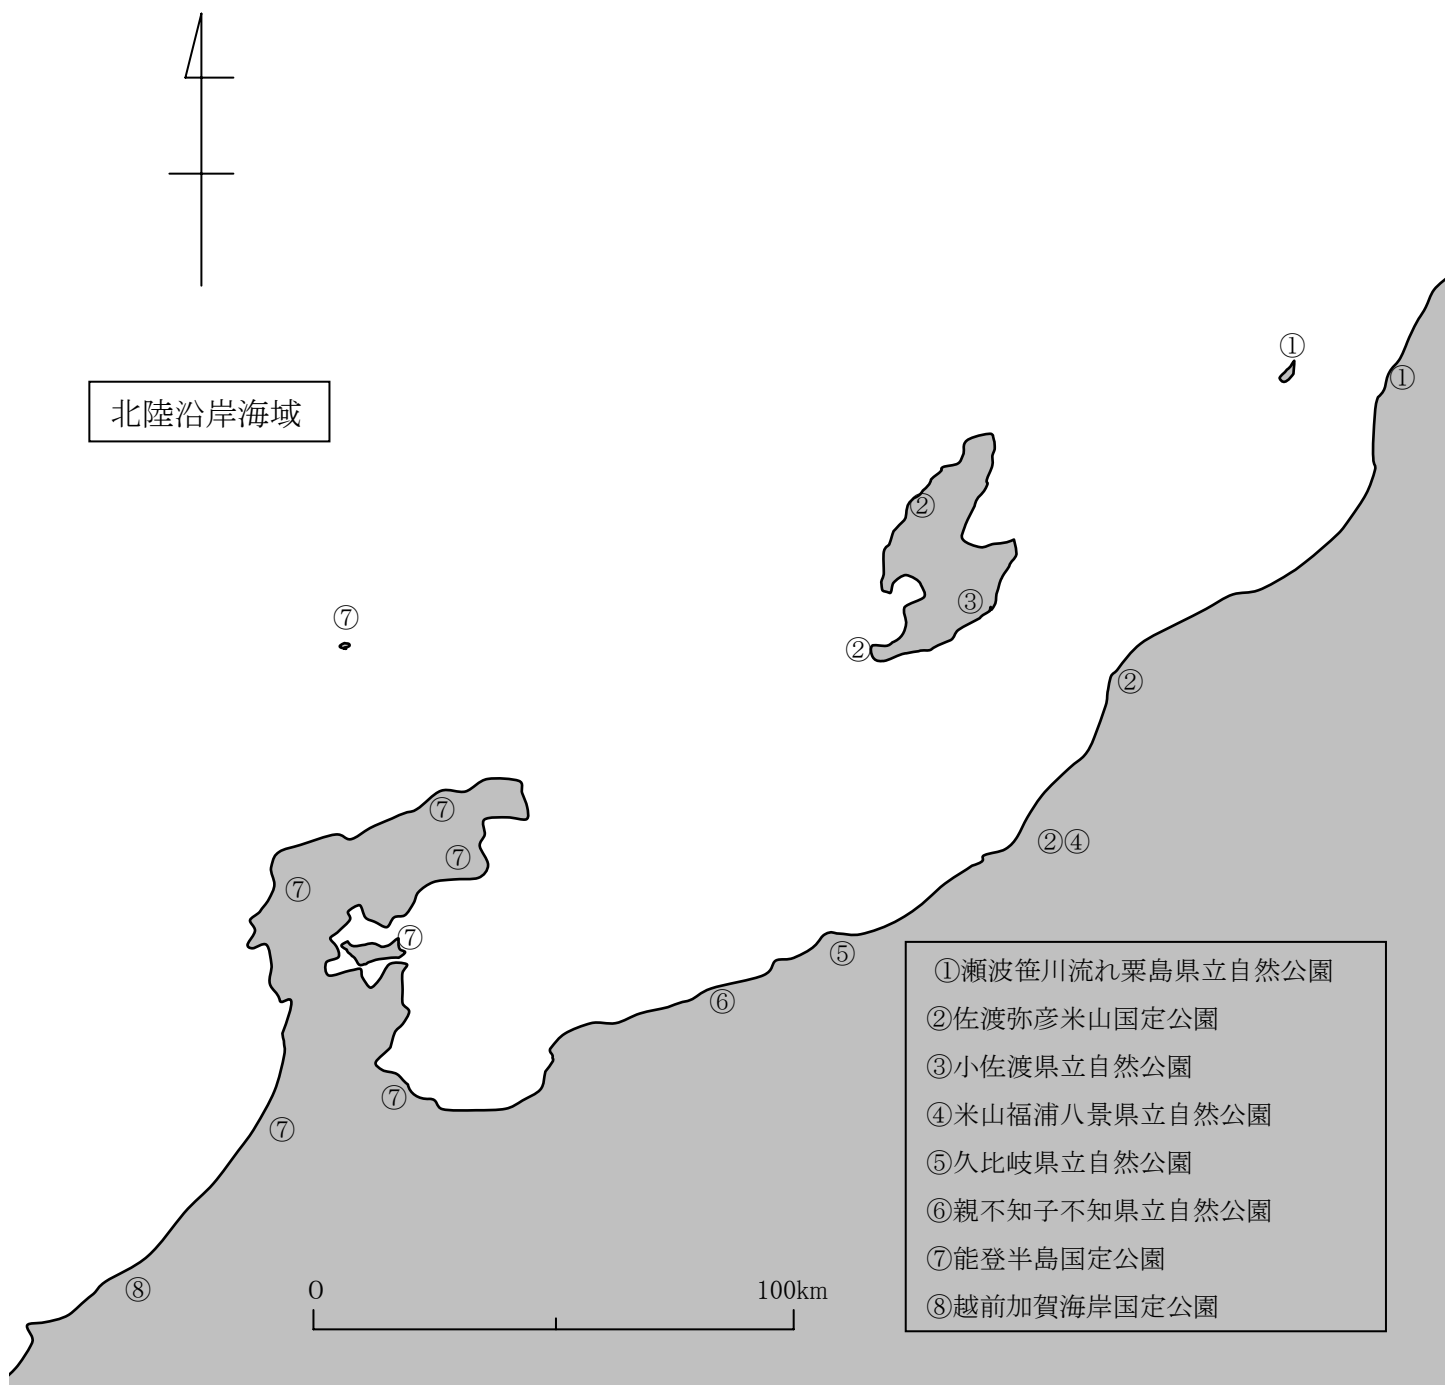 ①
①
北陸沿岸海域
②
③
⑦
②
②
⑦
②④
⑦
⑦
⑦
⑤
⑥
⑦
⑦
⑧
0 100km
①瀬波笹川流れ粟島県立自然公園
②佐渡弥彦米山国定公園
③小佐渡県立自然公園
④米山福浦八景県立自然公園
⑤久比岐県立自然公園
⑥親不知子不知県立自然公園
⑦能登半島国定公園
⑧越前加賀海岸国定公園